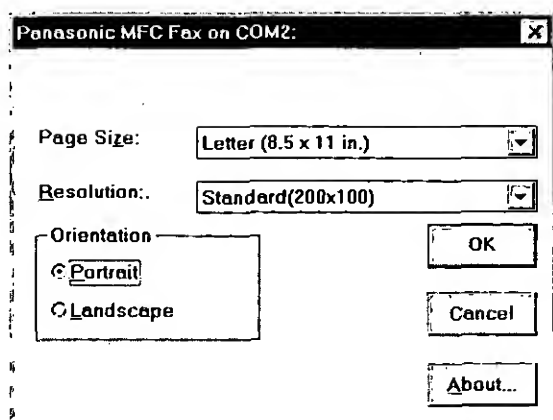 Panasonic MFC Fax on COM2:
Page Size: Letter (8.5 x 11 in.)
Resolution:. Standard(200x100)
Orientation
Portrait
Landscape
OK
Cancel
About...